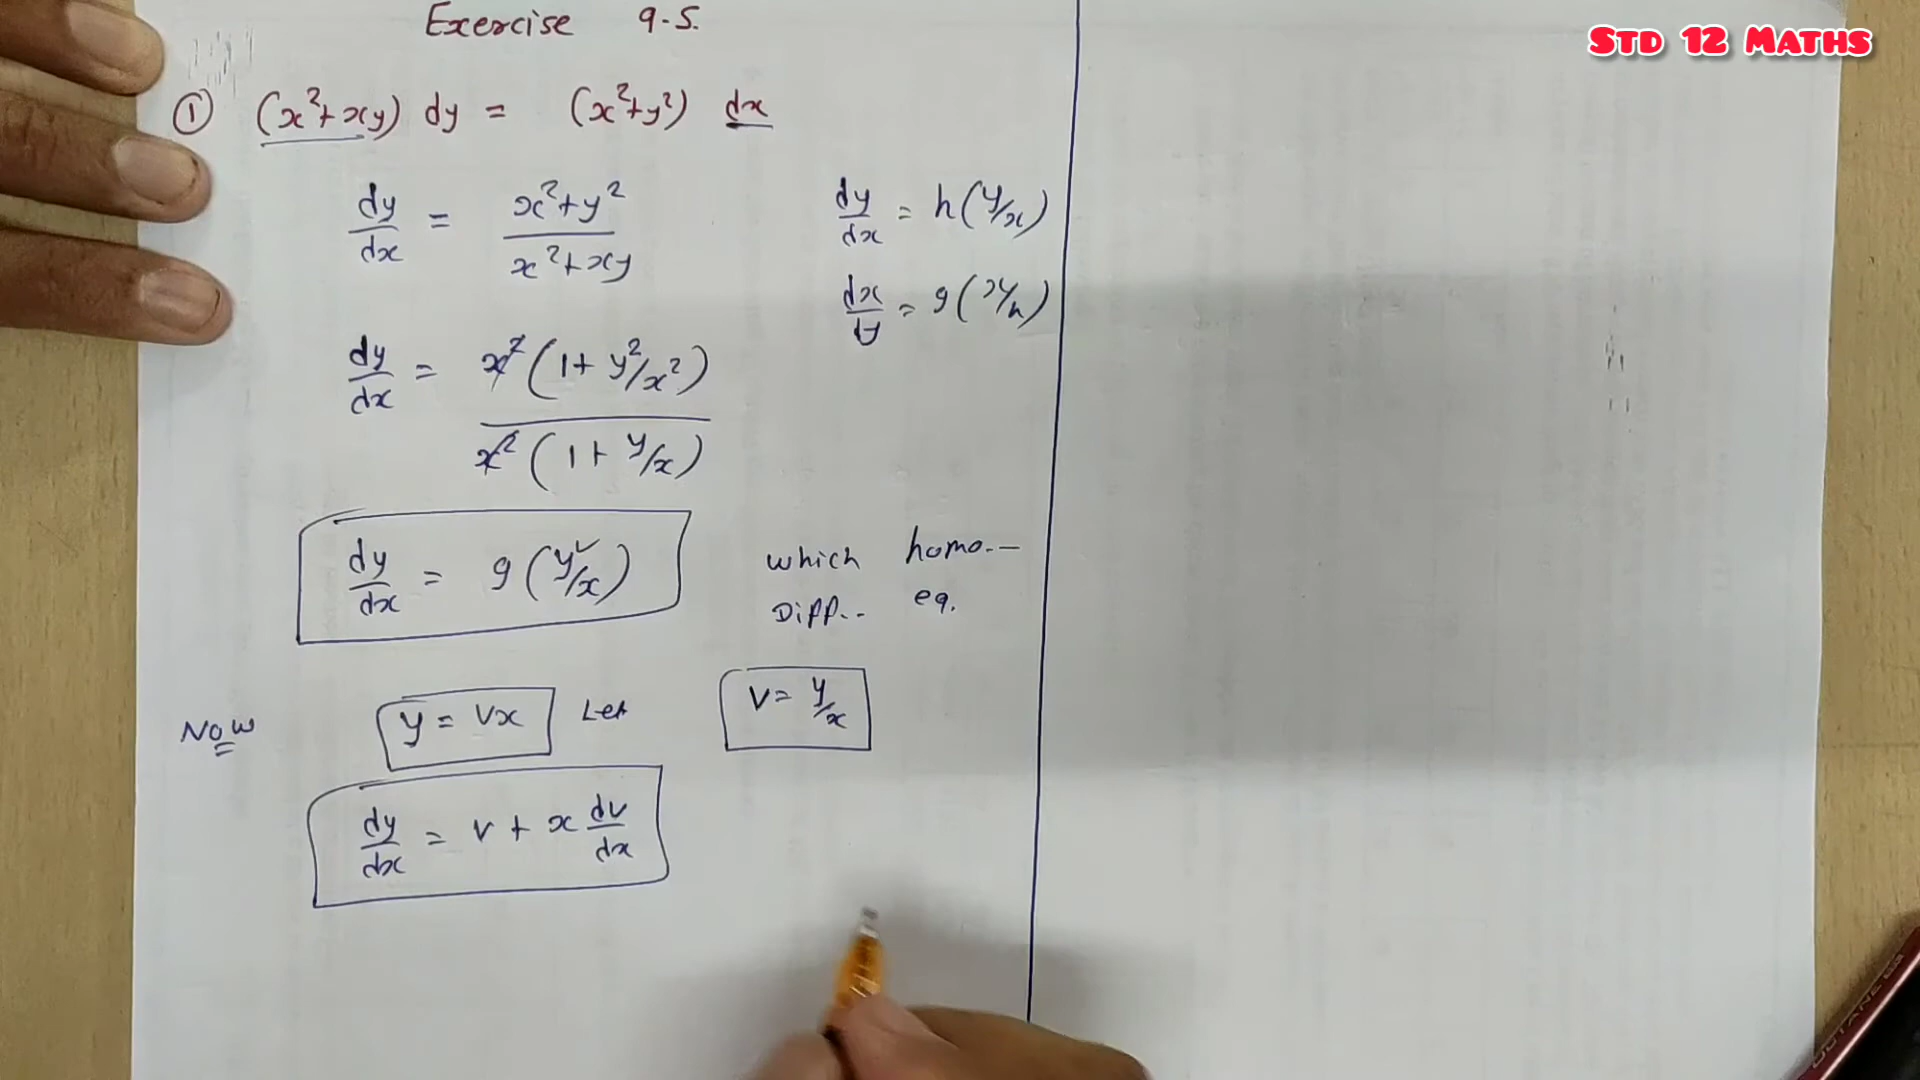 Exercise 9.5.
Std 12 Maths
① (x²+xy) dy = (x²+y²) dx
dy/dx = (x²+y²)/(x²+xy)
dy/dx = h(y/x)
dy/dx = x²(1+y²/x²)/x²(1+y/x)
dy/dx = g(y/x)
which homo.–
Diff.. eq.
Now y = vx Let v = y/x
dy/dx = v + x dv/dx